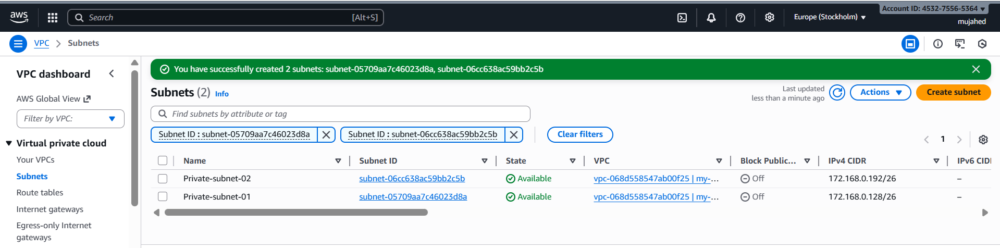 aws
Search [Alt+S]
Europe (Stockholm)
Account ID: 4532-7556-5364
mujahed
VPC > Subnets
VPC dashboard
AWS Global View
Filter by VPC:
Virtual private cloud
Your VPCs
Subnets
Route tables
Internet gateways
Egress-only Internet
gateways
You have successfully created 2 subnets: subnet-05709aa7c46023d8a, subnet-06cc638ac59bb2c5b
Subnets (2) Info
Last updated
less than a minute ago
Actions
Create subnet
Find subnets by attribute or tag
Subnet ID : subnet-05709aa7c46023d8a
Subnet ID : subnet-06cc638ac59bb2c5b
Clear filters
1
Name Subnet ID State VPC Block Public... IPv4 CIDR IPv6 CIDI
Private-subnet-02 subnet-06cc638ac59bb2c5b Available vpc-068d558547ab00f25 | my-... Off 172.168.0.192/26 –
Private-subnet-01 subnet-05709aa7c46023d8a Available vpc-068d558547ab00f25 | my-... Off 172.168.0.128/26 –